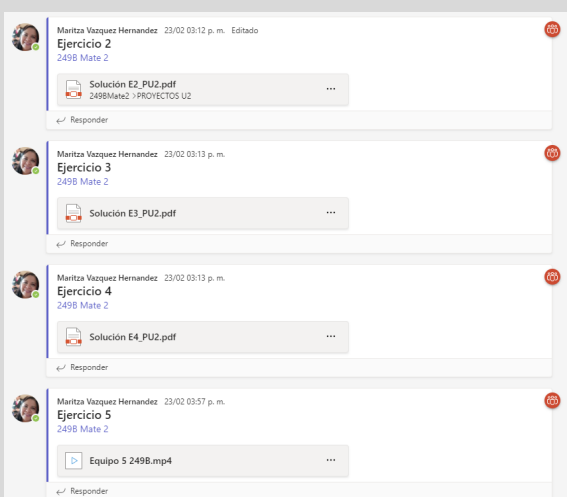 Maritza Vazquez Hernandez 23/02 03:12 p. m. Editado
Ejercicio 2
249B Mate 2
Solución E2_PU2.pdf
249BMate2 >PROYECTOS U2
Responder
Maritza Vazquez Hernandez 23/02 03:13 p. m.
Ejercicio 3
249B Mate 2
Solución E3_PU2.pdf
Responder
Maritza Vazquez Hernandez 23/02 03:13 p. m.
Ejercicio 4
249B Mate 2
Solución E4_PU2.pdf
Responder
Maritza Vazquez Hernandez 23/02 03:57 p. m.
Ejercicio 5
249B Mate 2
Equipo 5 249B.mp4
Responder